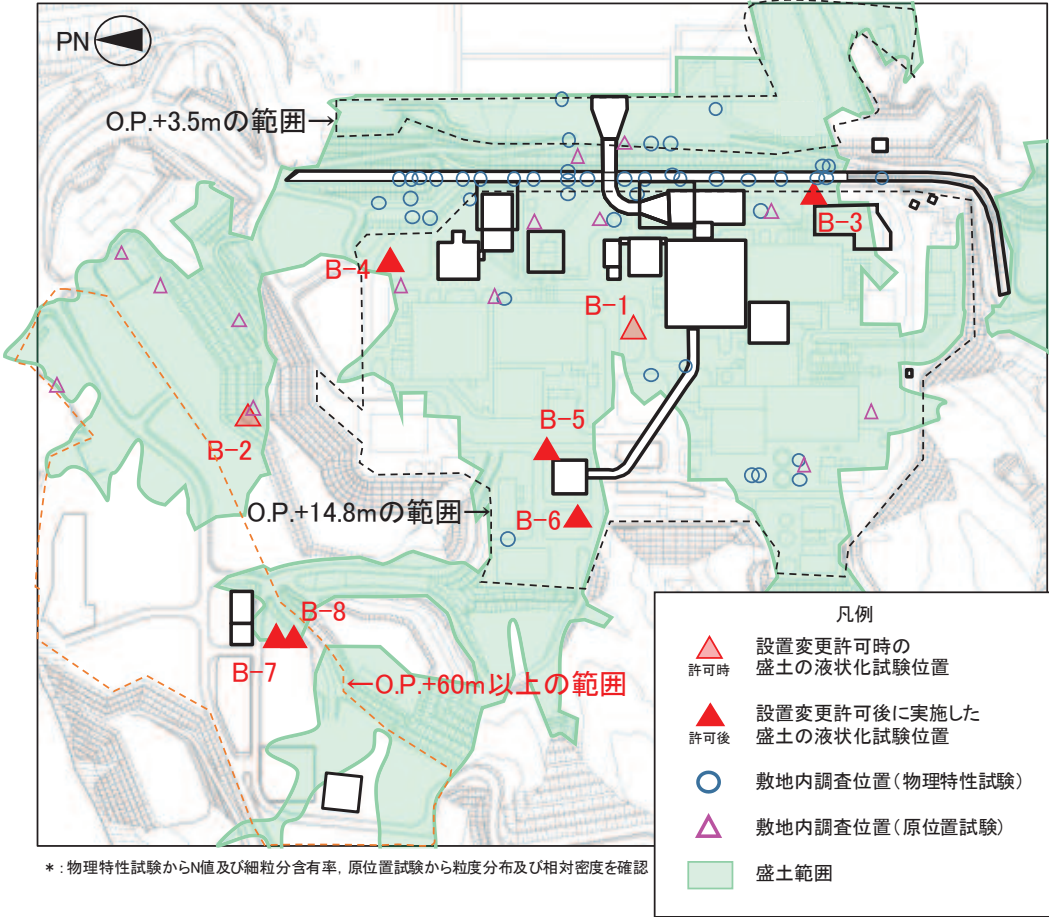 PN
O.P.+3.5mの範囲→
B-3
B-4
B-1
B-2
B-5
O.P.+14.8mの範囲→
B-6
B-8
B-7
←O.P.+60m以上の範囲
凡例
許可時
設置変更許可時の
盛土の液状化試験位置
許可後
設置変更許可後に実施した
盛土の液状化試験位置
敷地内調査位置(物理特性試験)
敷地内調査位置(原位置試験)
盛土範囲
*:物理特性試験からN値及び細粒分含有率, 原位置試験から粒度分布及び相対密度を確認